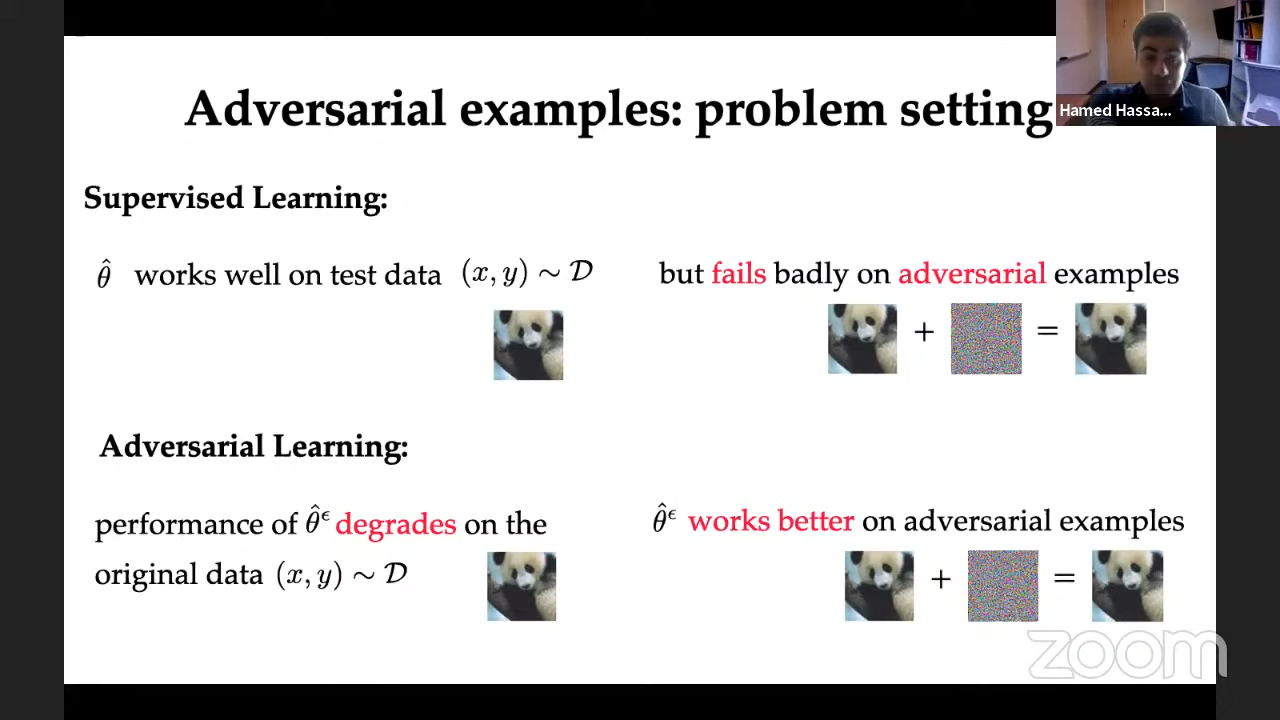 Adversarial examples: problem setting
Hamed Hassa...
Supervised Learning:
θ̂ works well on test data (x, y) ∼ 𝒟
but fails badly on adversarial examples
+ =
Adversarial Learning:
performance of θ̂^ϵ degrades on the
original data (x, y) ∼ 𝒟
θ̂^ϵ works better on adversarial examples
+ =
zoom